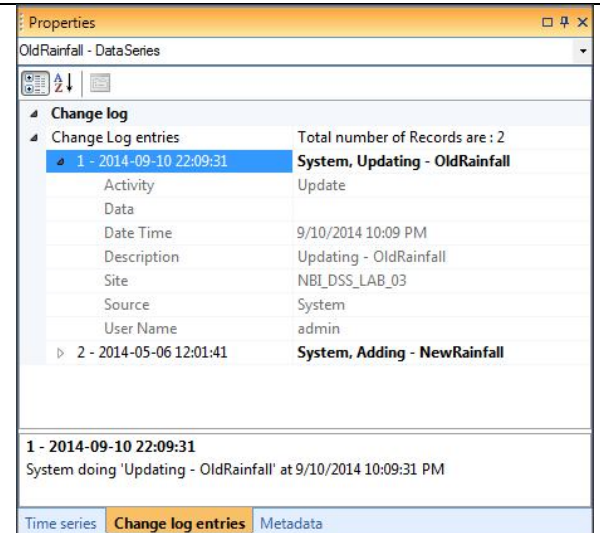 Properties
OldRainfall - DataSeries
Change log
Change Log entries Total number of Records are : 2
1 - 2014-09-10 22:09:31 System, Updating - OldRainfall
Activity Update
Data
Date Time 9/10/2014 10:09 PM
Description Updating - OldRainfall
Site NBI_DSS_LAB_03
Source System
User Name admin
2 - 2014-05-06 12:01:41 System, Adding - NewRainfall
1 - 2014-09-10 22:09:31
System doing 'Updating - OldRainfall' at 9/10/2014 10:09:31 PM
Time series Change log entries Metadata